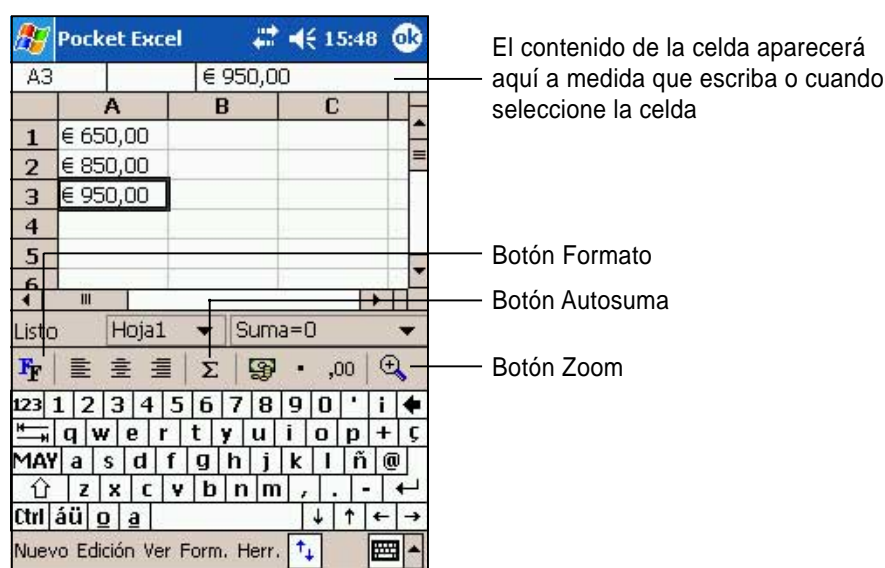 Pocket Excel 15:48 ok
A3 € 950,00
A B C
1 € 650,00
2 € 850,00
3 € 950,00
4
5
6
Listo Hoja1 Suma=0
FF Σ · ,00
123 1 2 3 4 5 6 7 8 9 0 ' i
q w e r t y u i o p + ç
MAY a s d f g h j k l ñ @
z x c v b n m , . -
Ctrl áü o a ↓ ↑ ← →
Nuevo Edición Ver Form. Herr.
El contenido de la celda aparecerá
aquí a medida que escriba o cuando
seleccione la celda
Botón Formato
Botón Autosuma
Botón Zoom